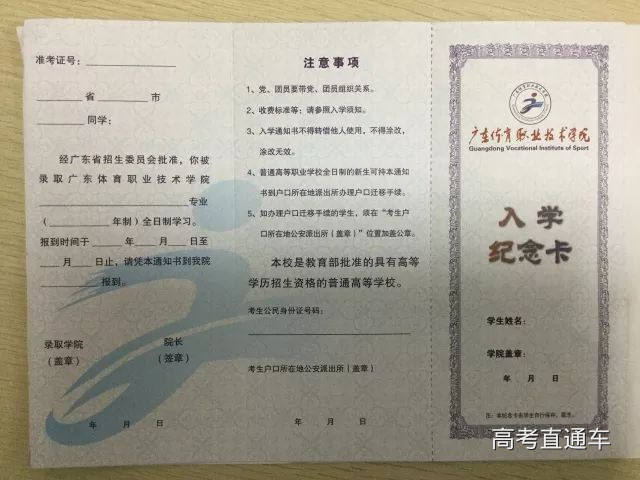 准考证号：
省 市
同学：
经广东省招生委员会批准，你被
录取广东体育职业技术学院
专业
（ 年制）全日制学习。
报到时间于 年 月 日至
月 日止，请凭本通知书到我院
报到。
录取学院
（盖章）
院长
（签章）
年 月 日
注意事项
1、党、团员要带党、团员组织关系。
2、收费标准等：请参照入学须知。
3、入学通知书不得转借他人使用，不得涂改，
涂改无效。
4、普通高等职业学校全日制的新生可持本通知
书到户口所在地派出所办理户口迁移手续。
5、如办理户口迁移手续的学生，须在“考生户
口所在地公安派出所（盖章）”位置加盖公章。
本校是教育部批准的具有高等
学历招生资格的普通高等学校。
考生公民身份证号码：
考生户口所在地公安派出所（盖章）
年 月 日
广东体育职业技术学院
Guangdong Vocational Institute of Sport
入学
纪念卡
学生姓名：
学院盖章：
年 月 日
注：本纪念卡由学生自行保存，留念。
高考直通车